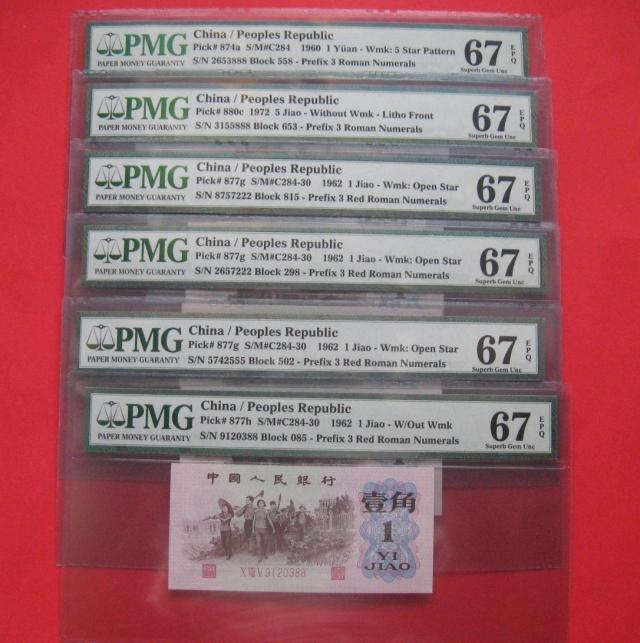 PMG
PAPER MONEY GUARANTY
China / Peoples Republic
Pick# 874a S/M#C284 1960 1 Yüan - Wmk: 5 Star Pattern
S/N 2653888 Block 558 - Prefix 3 Roman Numerals
67 EPQ
Superb Gem Unc
PMG
PAPER MONEY GUARANTY
China / Peoples Republic
Pick# 880c 1972 5 Jiao - Without Wmk - Litho Front
S/N 3155888 Block 653 - Prefix 3 Roman Numerals
67 EPQ
Superb Gem Unc
PMG
PAPER MONEY GUARANTY
China / Peoples Republic
Pick# 877g S/M#C284-30 1962 1 Jiao - Wmk: Open Star
S/N 8757222 Block 815 - Prefix 3 Red Roman Numerals
67 EPQ
Superb Gem Unc
PMG
PAPER MONEY GUARANTY
China / Peoples Republic
Pick# 877g S/M#C284-30 1962 1 Jiao - Wmk: Open Star
S/N 2657222 Block 298 - Prefix 3 Red Roman Numerals
67 EPQ
Superb Gem Unc
PMG
PAPER MONEY GUARANTY
China / Peoples Republic
Pick# 877g S/M#C284-30 1962 1 Jiao - Wmk: Open Star
S/N 5742555 Block 502 - Prefix 3 Red Roman Numerals
67 EPQ
Superb Gem Unc
PMG
PAPER MONEY GUARANTY
China / Peoples Republic
Pick# 877h S/M#C284-30 1962 1 Jiao - W/Out Wmk
S/N 9120388 Block 085 - Prefix 3 Red Roman Numerals
67 EPQ
Superb Gem Unc
中國人民銀行
壹角
1
YI
JIAO
X VIII V 9120388